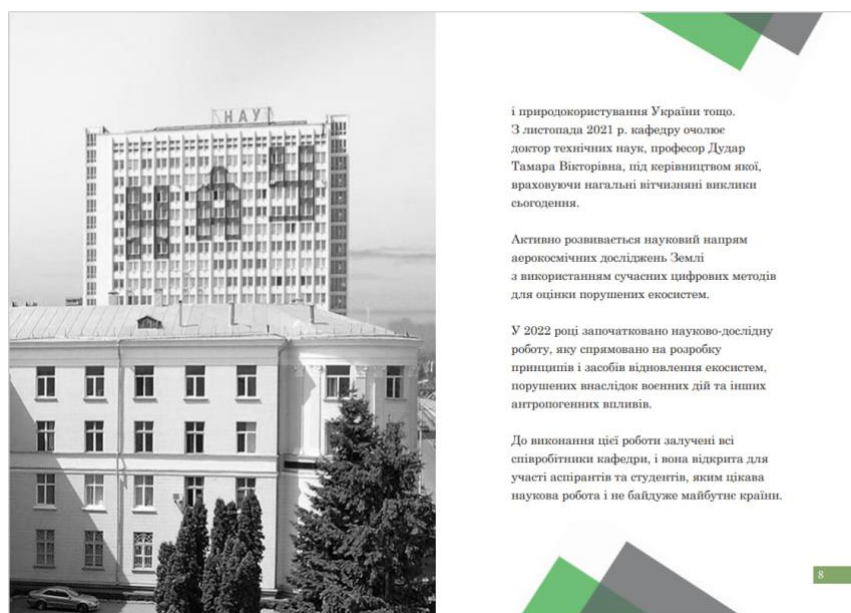 НАУ
НАУ
і природокористування України тощо.
З листопада 2021 р. кафедру очолює
доктор технічних наук, професор Дудар
Тамара Вікторівна, під керівництвом якої,
враховуючи нагальні вітчизняні виклики
сьогодення.
Активно розвивається науковий напрям
аерокосмічних досліджень Землі
з використанням сучасних цифрових методів
для оцінки порушених екосистем.
У 2022 році започатковано науково-дослідну
роботу, яку спрямовано на розробку
принципів і засобів відновлення екосистем,
порушених внаслідок воєнних дій та інших
антропогенних впливів.
До виконання цієї роботи залучені всі
співробітники кафедри, і вона відкрита для
участі аспірантів та студентів, яким цікава
наукова робота і не байдуже майбутнє країни.
8